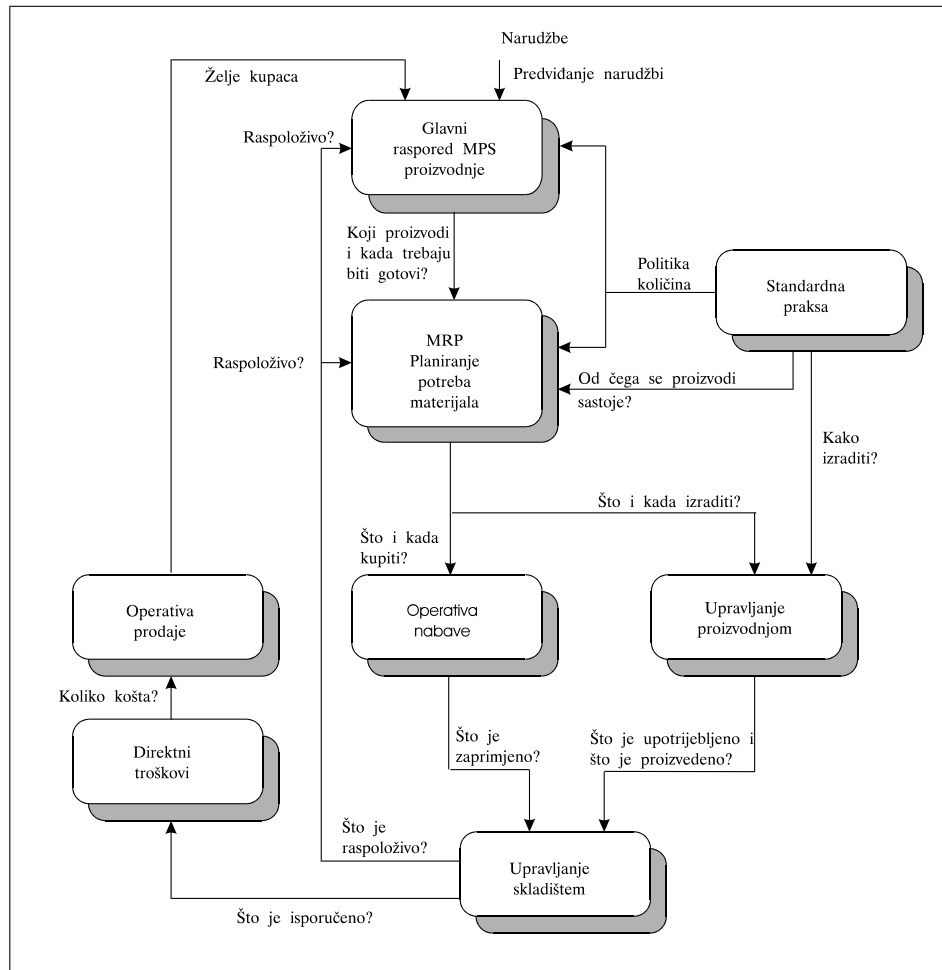 Narudžbe
Želje kupaca
Predviđanje narudžbi
Glavni
raspored MPS
proizvodnje
Raspoloživo?
Koji proizvodi
i kada trebaju
biti gotovi?
Politika
količina
Standardna
praksa
MRP
Planiranje
potreba
materijala
Raspoloživo?
Od čega se proizvodi
sastoje?
Kako
izraditi?
Što i kada izraditi?
Što i kada
kupiti?
Operativa
prodaje
Operativa
nabave
Upravljanje
proizvodnjom
Koliko košta?
Direktni
troškovi
Što je
zaprimjeno?
Što je upotrijebljeno i
što je proizvedeno?
Što je
raspoloživo?
Upravljanje
skladištem
Što je isporučeno?